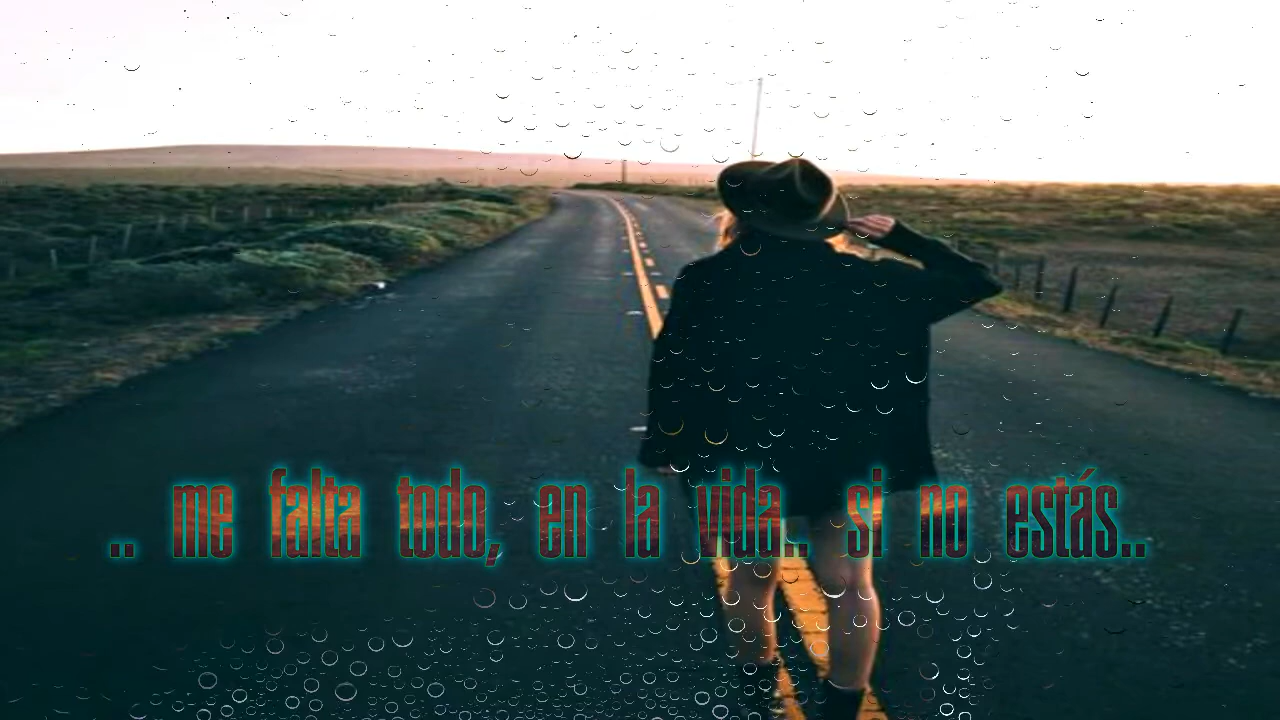 .. me falta todo, en la vida.. si no estás..